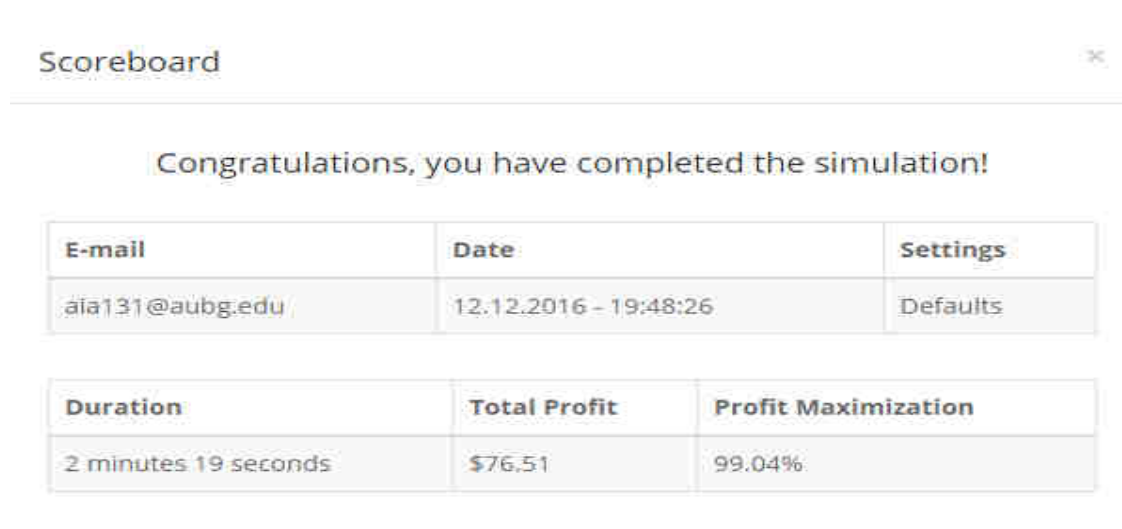 Scoreboard ×
Congratulations, you have completed the simulation!
E-mail Date Settings
aia131@aubg.edu 12.12.2016 - 19:48:26 Defaults
Duration Total Profit Profit Maximization
2 minutes 19 seconds $76.51 99.04%